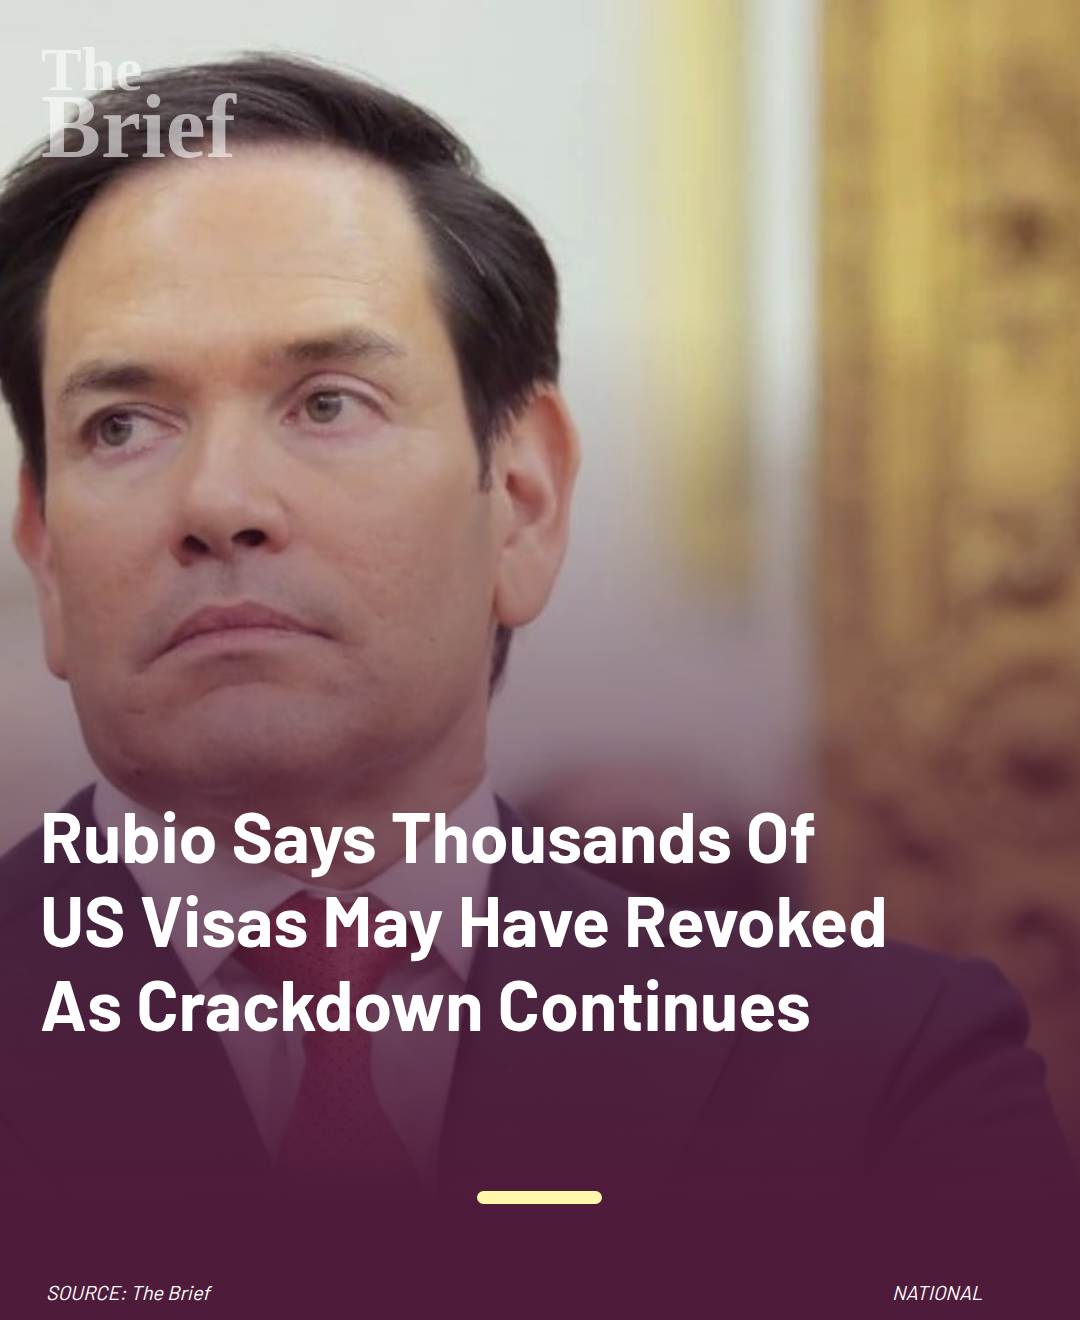 The
Brief
Rubio Says Thousands Of
US Visas May Have Revoked
As Crackdown Continues
SOURCE: The Brief
NATIONAL